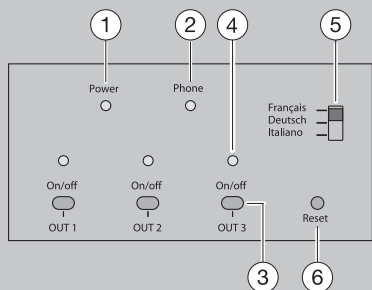 1 2 4 5
Power Phone
Français
Deutsch
Italiano
On/off On/off On/off
OUT 1 OUT 2 OUT 3
Reset
3 6